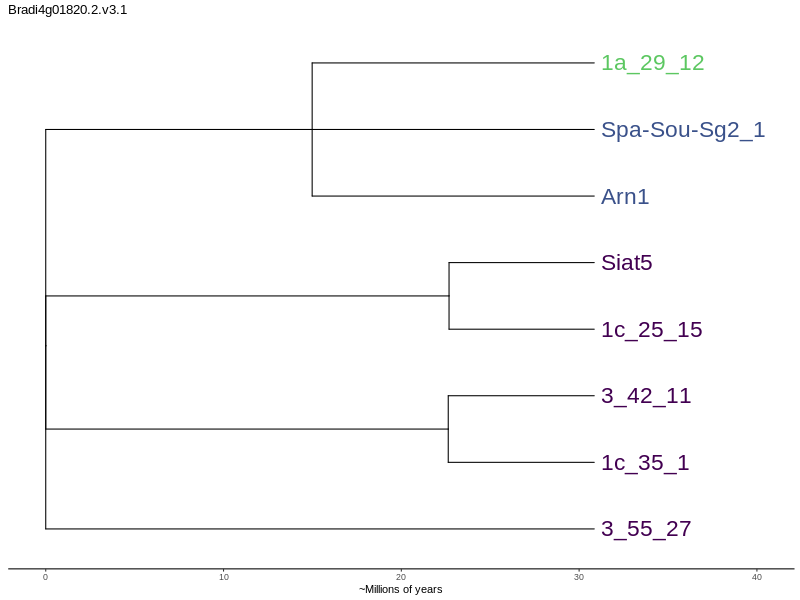 Bradi4g01820.2.v3.1
1a_29_12
Spa-Sou-Sg2_1
Arn1
Siat5
1c_25_15
3_42_11
1c_35_1
3_55_27
0 10 20 30 40
~Millions of years